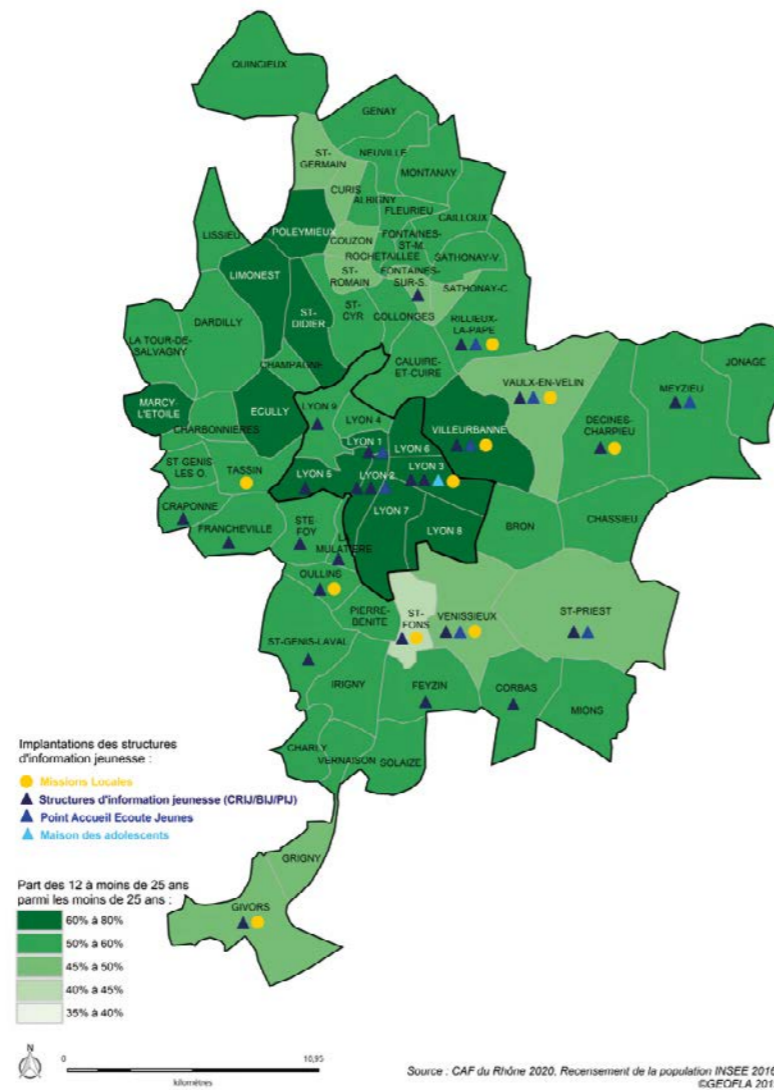 QUINCIEUX
GENAY
ST-
GERMAIN
NEUVILLE
MONTANAY
CURIS
ALBIGNY
FLEURIEU
CAILLOUX
POLEYMIEUX
LISSIEU
COUZON
FONTAINES-
ST-M.
ROCHETAILLEE
SATHONAY-V.
LIMONEST
ST-
ROMAIN
FONTAINES-
SUR-S.
SATHONAY-C.
ST-
DIDIER
ST-
CYR
COLLONGES
RILLIEUX-
LA-PAPE
DARDILLY
LA TOUR-DE-
SALVAGNY
CHAMPAGNE
CALUIRE-
ET-CUIRE
JONAGE
MEYZIEU
VAULX-EN-VELIN
MARCY-
L'ETOILE
ECULLY
LYON 9
LYON 4
VILLEURBANNE
DECINES-
CHARPIEU
CHARBONNIERES
LYON 1
LYON 6
ST-GENIS
LES O.
TASSIN
LYON 5
LYON 2
LYON 3
CRAPONNE
FRANCHEVILLE
STE-
FOY
LA
MULATIERE
LYON 7
LYON 8
BRON
CHASSIEU
OULLINS
PIERRE-
BENITE
ST-
FONS
VENISSIEUX
ST-PRIEST
ST-GENIS-LAVAL
IRIGNY
FEYZIN
CORBAS
MIONS
CHARLY
VERNAISON
SOLAIZE
GRIGNY
GIVORS
Implantations des structures
d'information jeunesse :
Missions Locales
Structures d'information jeunesse (CRIJ/BIJ/PIJ)
Point Accueil Ecoute Jeunes
Maison des adolescents
Part des 12 à moins de 25 ans
parmi les moins de 25 ans :
60% à 80%
50% à 60%
45% à 50%
40% à 45%
35% à 40%
N
0
10,95
kilomètres
Source : CAF du Rhône 2020. Recensement de la population INSEE 2016
©GEOFLA